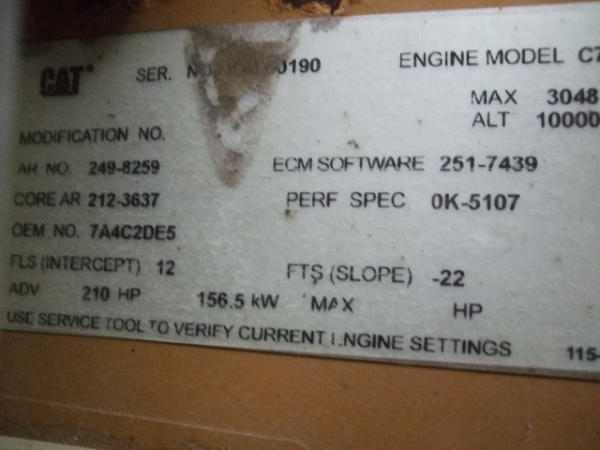 CAT SER. NO. 0190 ENGINE MODEL C7
MAX 3048
ALT 10000
MODIFICATION NO.
AR NO. 249-8259 ECM SOFTWARE 251-7439
CORE AR 212-3637 PERF SPEC 0K-5107
OEM NO. 7A4C2DE5
FLS (INTERCEPT) 12 FTS (SLOPE) -22
ADV 210 HP 156.5 kW MAX HP
USE SERVICE TOOL TO VERIFY CURRENT ENGINE SETTINGS 115-